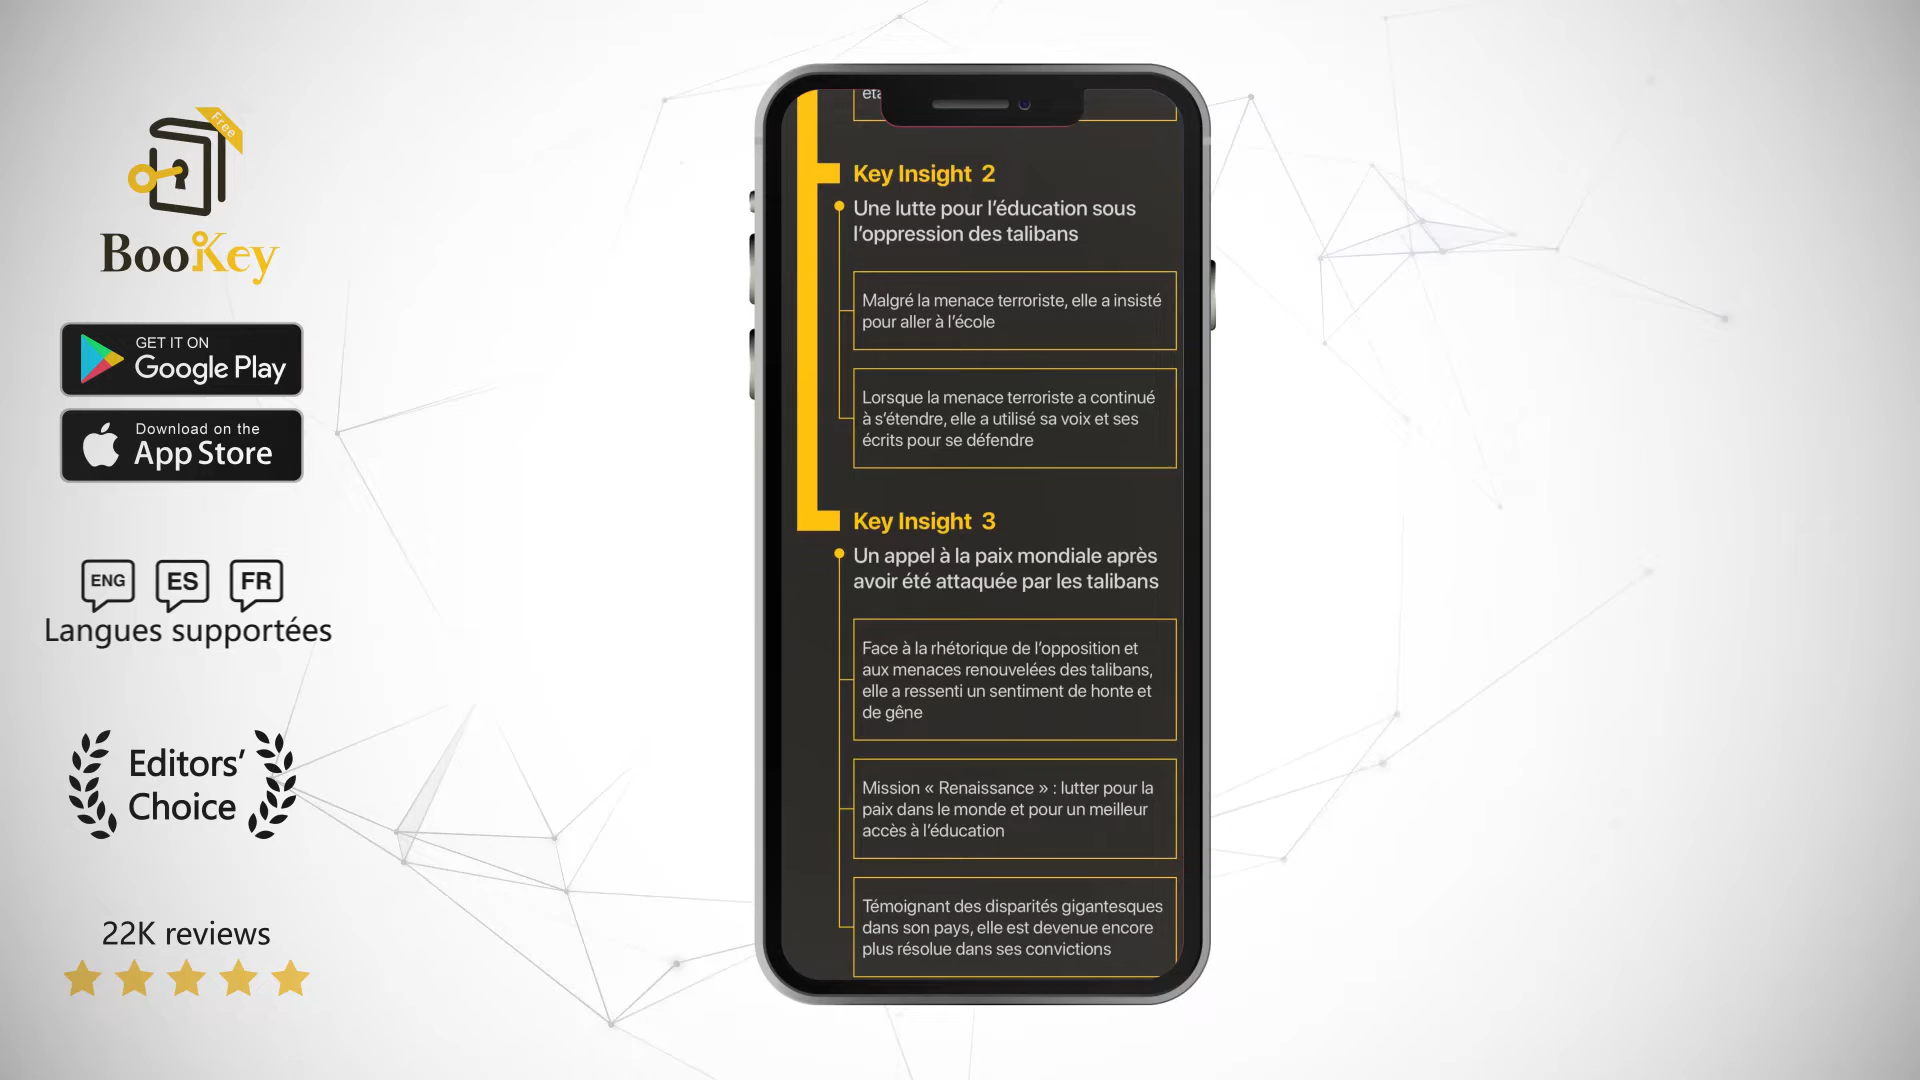 Free
BooKey
GET IT ON
Google Play
Download on the
App Store
ENG ES FR
Langues supportées
Editors’
Choice
22K reviews
Key Insight 2
Une lutte pour l’éducation sous
l’oppression des talibans
Malgré la menace terroriste, elle a insisté
pour aller à l’école
Lorsque la menace terroriste a continué
à s’étendre, elle a utilisé sa voix et ses
écrits pour se défendre
Key Insight 3
Un appel à la paix mondiale après
avoir été attaquée par les talibans
Face à la rhétorique de l’opposition et
aux menaces renouvelées des talibans,
elle a ressenti un sentiment de honte et
de gêne
Mission « Renaissance » : lutter pour la
paix dans le monde et pour un meilleur
accès à l’éducation
Témoignant des disparités gigantesques
dans son pays, elle est devenue encore
plus résolue dans ses convictions